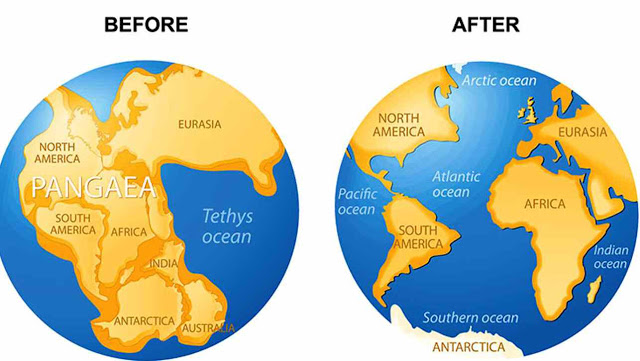 BEFORE
EURASIA
NORTH
AMERICA
PANGAEA
SOUTH
AMERICA
AFRICA
Tethys
ocean
INDIA
ANTARCTICA
AUSTRALIA
AFTER
Arctic ocean
NORTH
AMERICA
EURASIA
Atlantic
ocean
Pacific
ocean
AFRICA
SOUTH
AMERICA
Indian
ocean
Southern ocean
ANTARCTICA